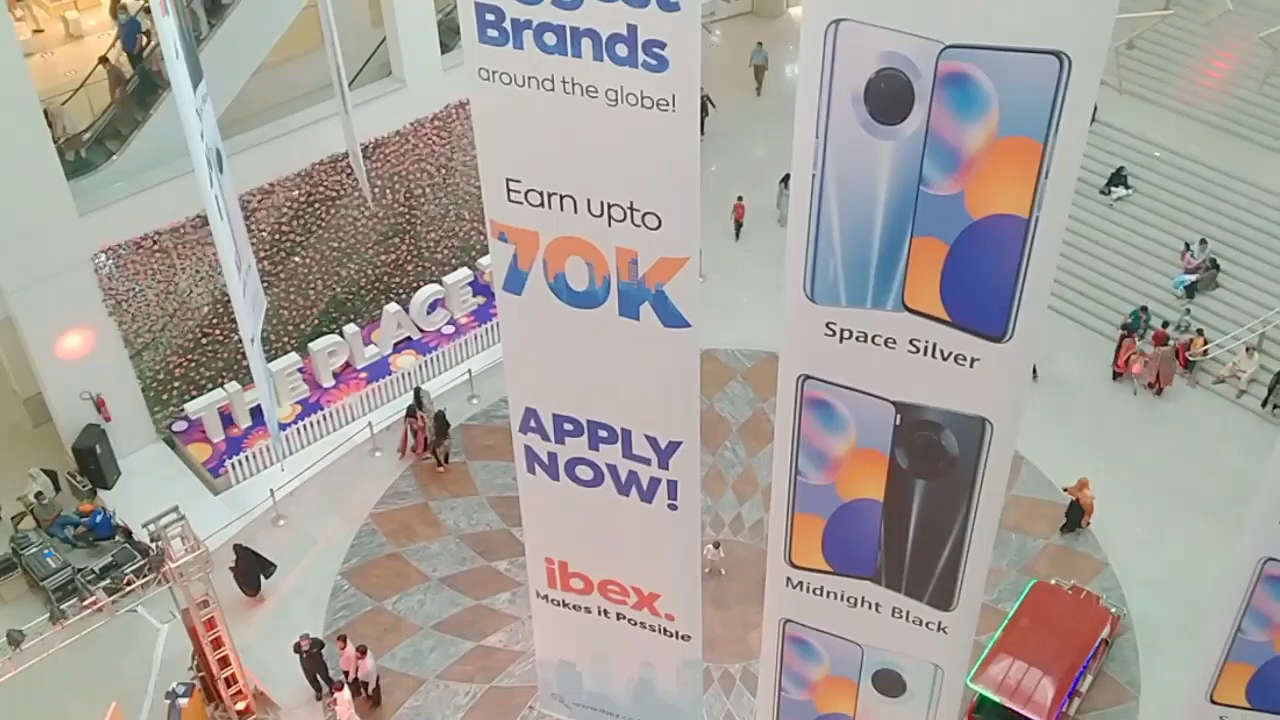 Brands
around the globe!
Earn upto
70K
APPLY
NOW!
ibex.
Makes it Possible
THE PLACE
Space Silver
Midnight Black